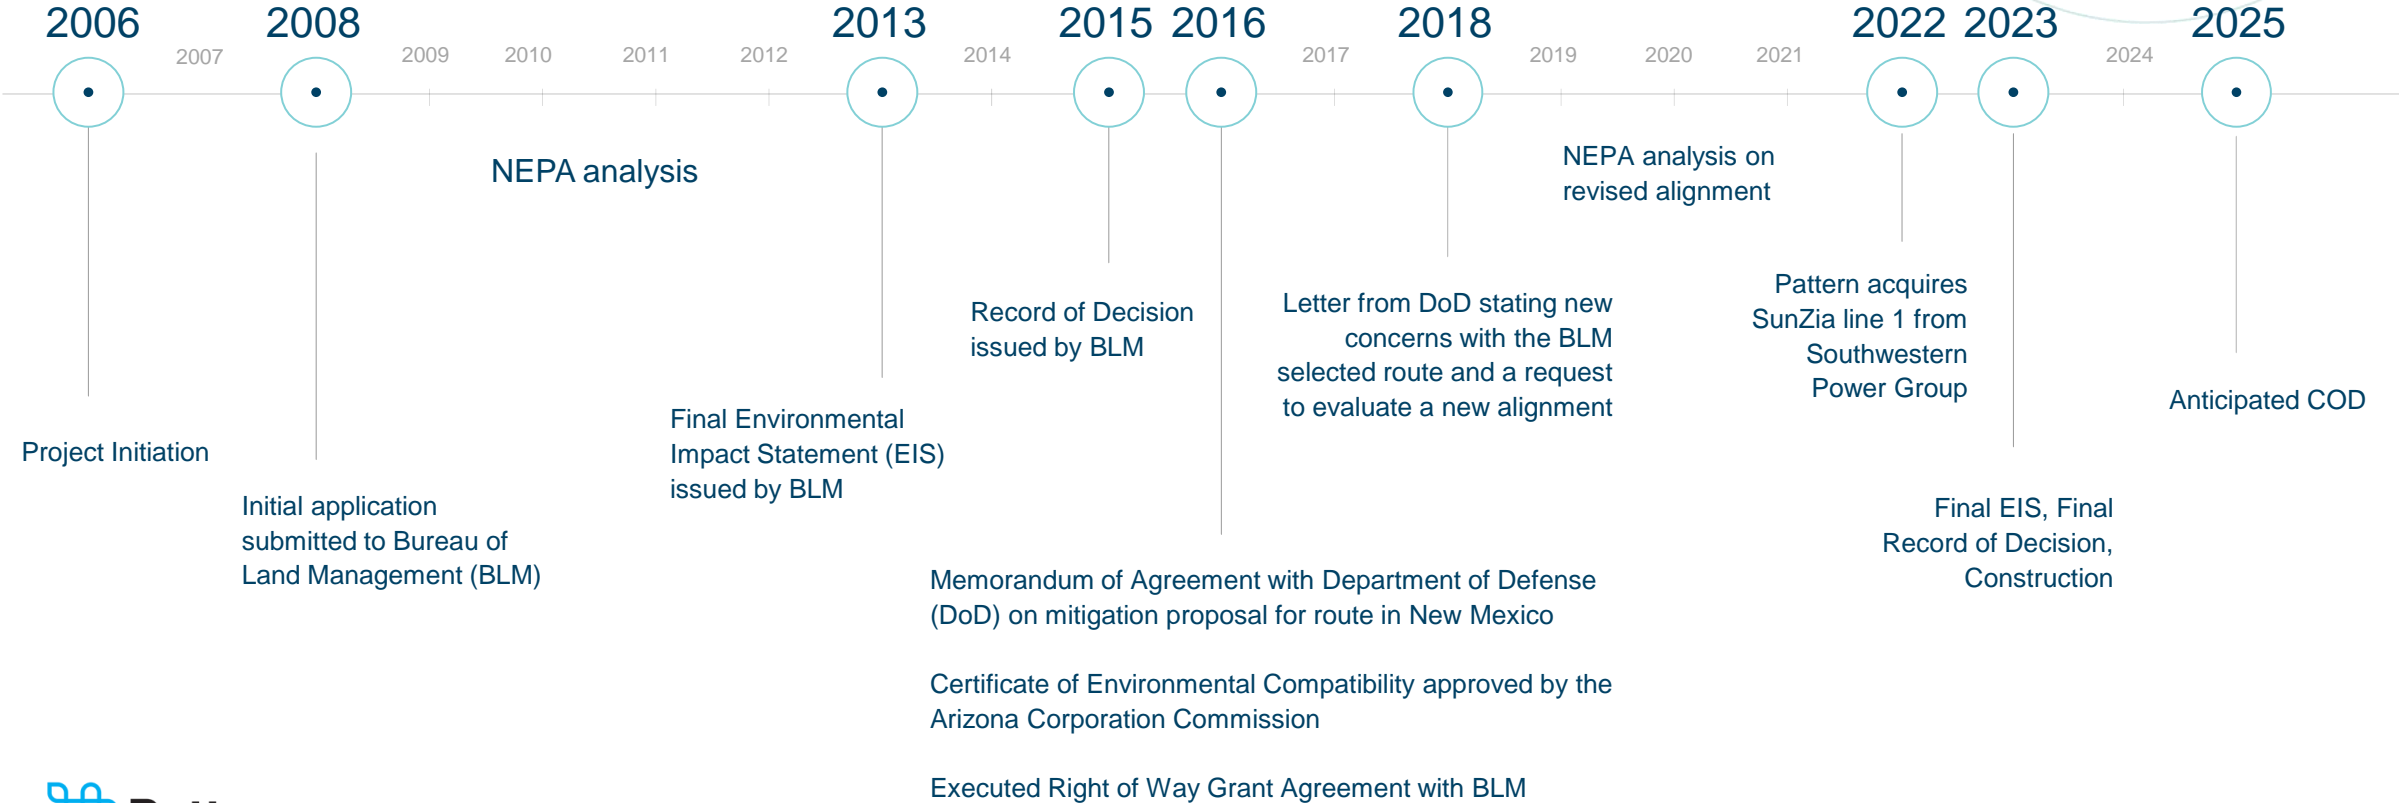 2006
2007
2008
2009
2010
2011
2012
2013
2014
2015
2016
2017
2018
2019
2020
2021
2022
2023
2024
2025
NEPA analysis
NEPA analysis on
revised alignment
Project Initiation
Initial application
submitted to Bureau of
Land Management (BLM)
Final Environmental
Impact Statement (EIS)
issued by BLM
Record of Decision
issued by BLM
Memorandum of Agreement with Department of Defense
(DoD) on mitigation proposal for route in New Mexico
Certificate of Environmental Compatibility approved by the
Arizona Corporation Commission
Executed Right of Way Grant Agreement with BLM
Letter from DoD stating new
concerns with the BLM
selected route and a request
to evaluate a new alignment
Pattern acquires
SunZia line 1 from
Southwestern
Power Group
Final EIS, Final
Record of Decision,
Construction
Anticipated COD